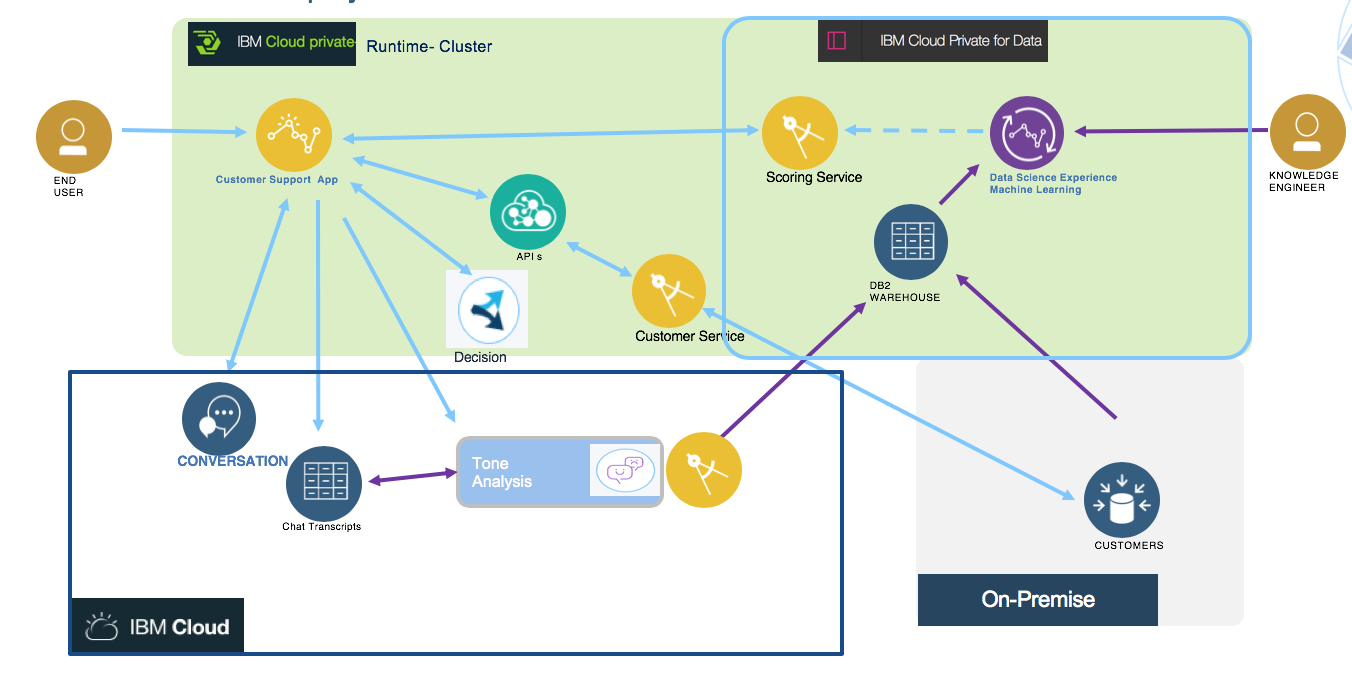 IBM Cloud private-
Runtime- Cluster
IBM Cloud Private for Data
END
USER
Customer Support App
Scoring Service
Data Science Experience
Machine Learning
KNOWLEDGE
ENGINEER
API s
DB2
WAREHOUSE
Customer Service
Decision
CONVERSATION
Tone
Analysis
Chat Transcripts
CUSTOMERS
On-Premise
IBM Cloud